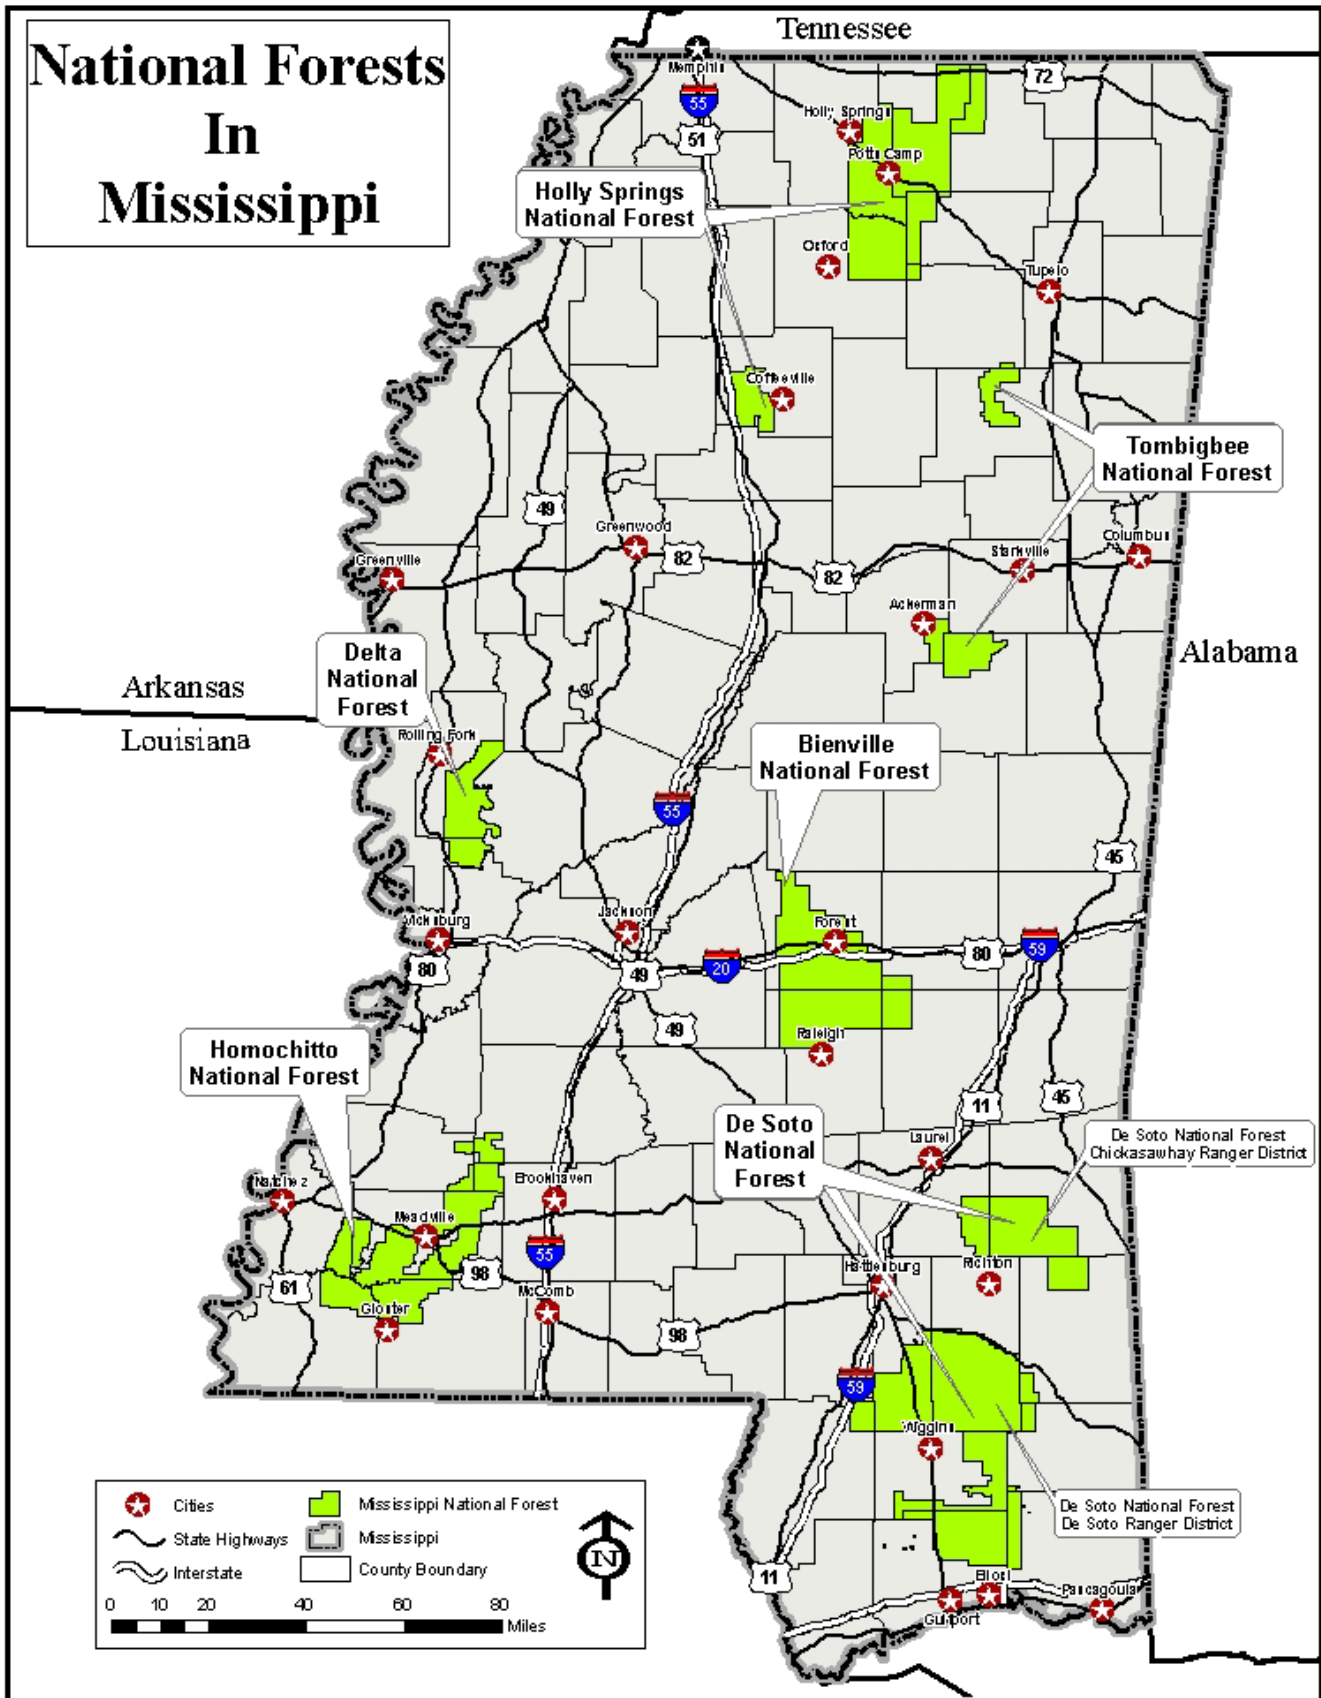 National Forests
In
Mississippi
Tennessee
Memphis
72
55
51
Holly Springs
Potts Camp
Holly Springs
National Forest
Oxford
Tupelo
Coffeeville
Tombigbee
National Forest
49
Greenwood
Columbus
Starkville
Greenville
82
82
Ackerman
Alabama
Delta
National
Forest
Arkansas
Louisiana
Rolling Fork
Bienville
National Forest
55
45
Vicksburg
Jackson
Forest
80
49
20
80
59
49
Raleigh
Homochitto
National Forest
11
45
De Soto
National
Forest
Laurel
De Soto National Forest
Chickasawhay Ranger District
Natchez
Brookhaven
Meadville
55
61
98
Hattiesburg
Richton
McComb
Gloster
98
59
Wiggins
De Soto National Forest
De Soto Ranger District
11
Biloxi
Pascagoula
Gulfport
Cities
Mississippi National Forest
State Highways
Mississippi
Interstate
County Boundary
N
0 10 20 40 60 80
Miles